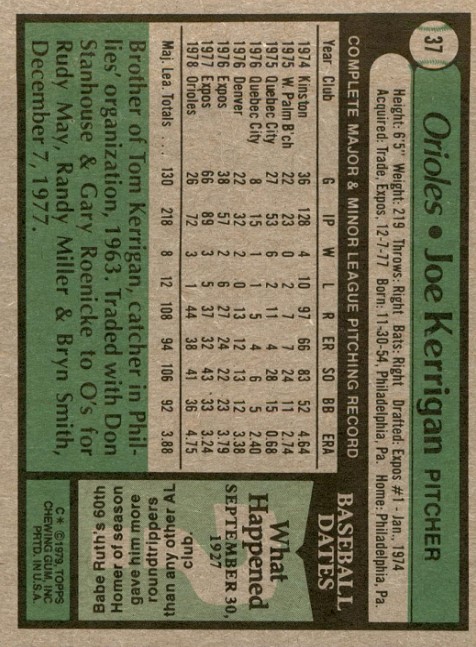 37
Orioles • Joe Kerrigan PITCHER
Height: 6'5" Weight: 219 Throws: Right Bats: Right Drafted: Expos #1 - Jan., 1974
Acquired: Trade, Expos, 12-7-77 Born: 11-30-54, Philadelphia, Pa. Home: Philadelphia, Pa.
COMPLETE MAJOR & MINOR LEAGUE PITCHING RECORD
Year Club G IP W L R ER SO BB ERA
1974 Kinston 36 128 4 10 97 66 83 52 4.64
1975 W. Palm B'ch 22 23 0 2 7 7 24 11 2.74
1975 Quebec City 27 53 6 2 11 4 28 15 0.68
1976 Quebec City 8 15 1 1 5 4 6 5 2.40
1976 Denver 22 32 2 0 13 12 13 12 3.38
1976 Expos 38 57 2 6 27 24 22 23 3.79
1977 Expos 66 89 3 5 37 32 43 33 3.24
1978 Orioles 26 72 3 1 44 38 41 36 4.75
Maj. Lea. Totals . . . 130 218 8 12 108 94 106 92 3.88
Brother of Tom Kerrigan, catcher in Phil-
lies' organization, 1963. Traded with Don
Stanhouse & Gary Roenicke to O's for
Rudy May, Randy Miller & Bryn Smith
December 7, 1977.
BASEBALL
DATES
What
Happened
SEPTEMBER 30,
1927
Babe Ruth's 60th
Homer of season
gave him more
roundtrippers
than any other AL
club.
C* © 1979, TOPPS
CHEWING GUM, INC
PRTD. IN U.S.A.